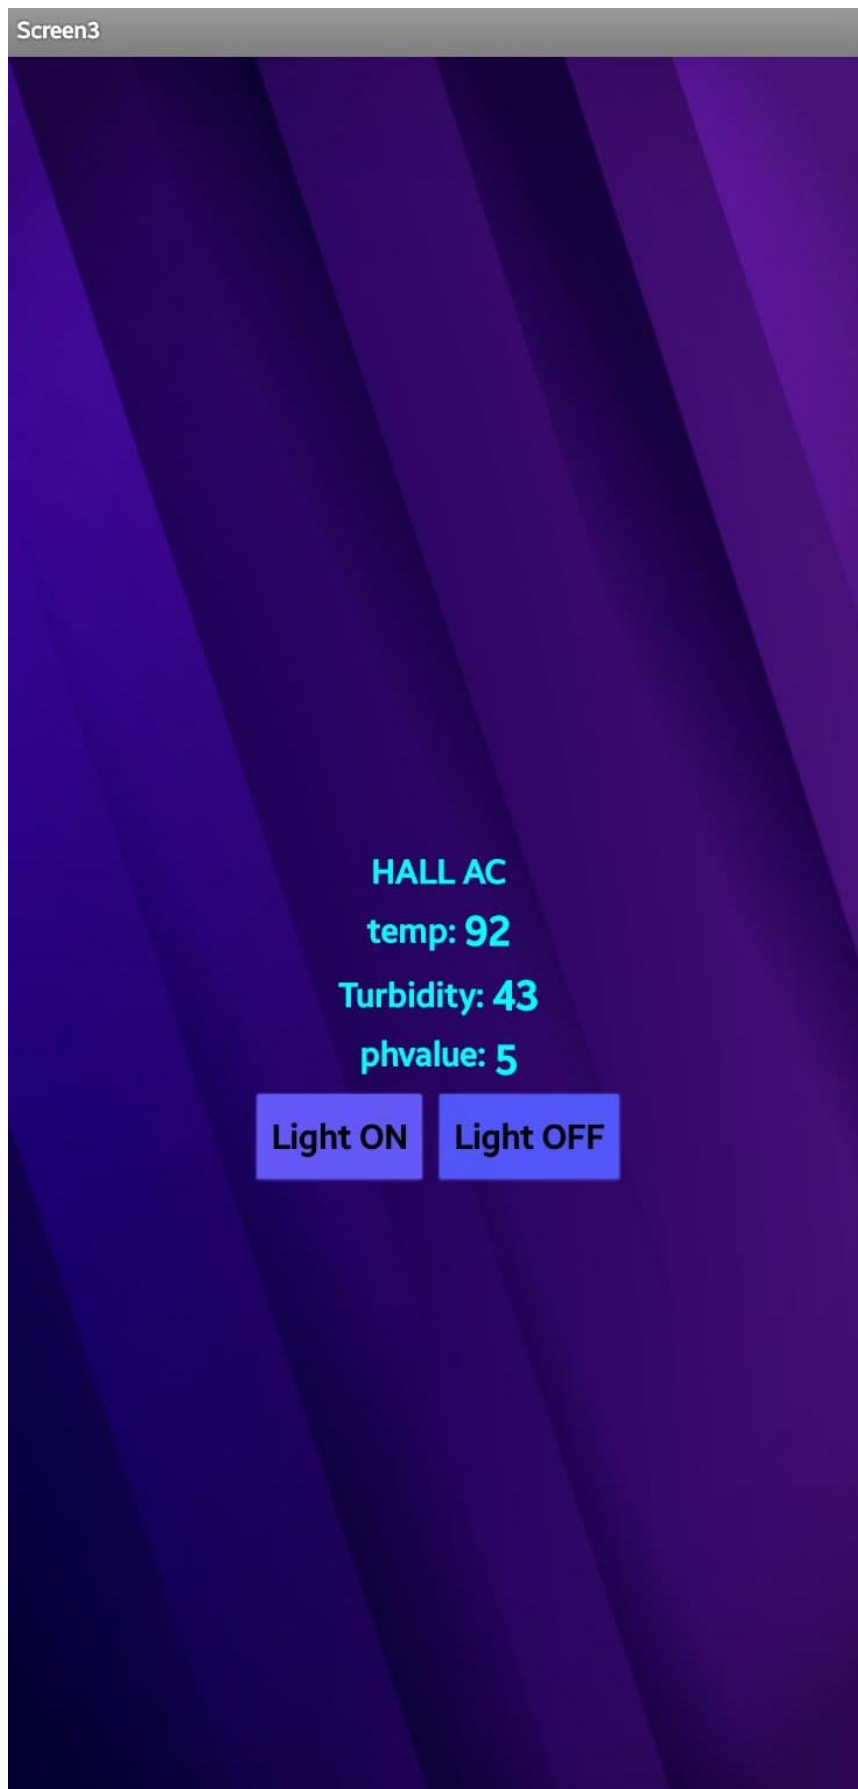 Screen3
HALL AC
temp: 92
Turbidity: 43
phvalue: 5
Light ON Light OFF